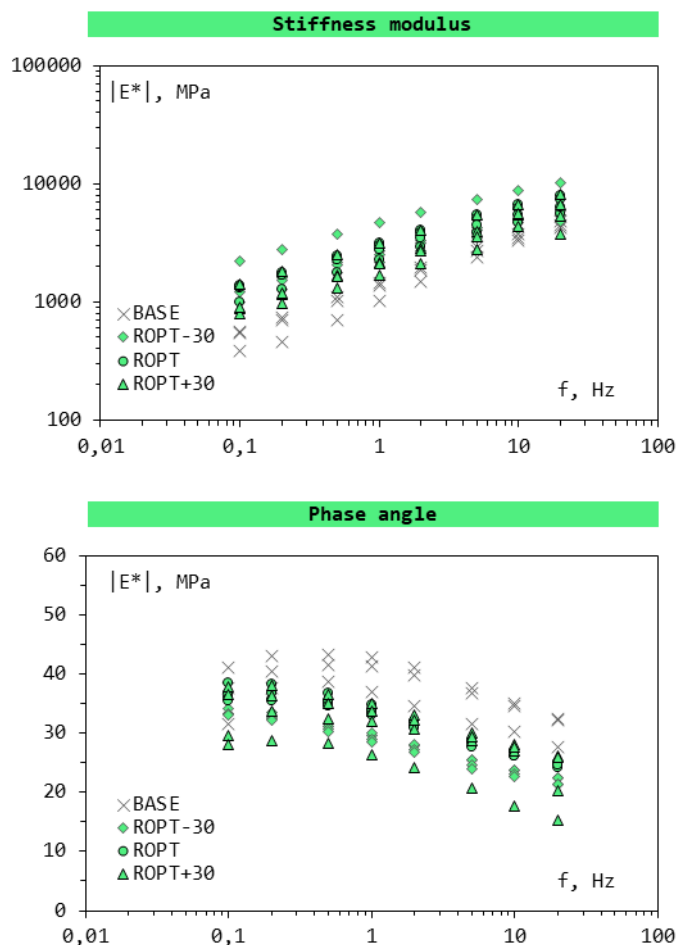 Stiffness modulus
100000
|E*|, MPa
10000
1000
BASE
ROPT-30
ROPT
ROPT+30
f, Hz
100
0,01 0,1 1 10 100
Phase angle
60
|E*|, MPa
50
40
30
20
BASE
ROPT-30
ROPT
10
ROPT+30
f, Hz
0
0,01 0,1 1 10 100